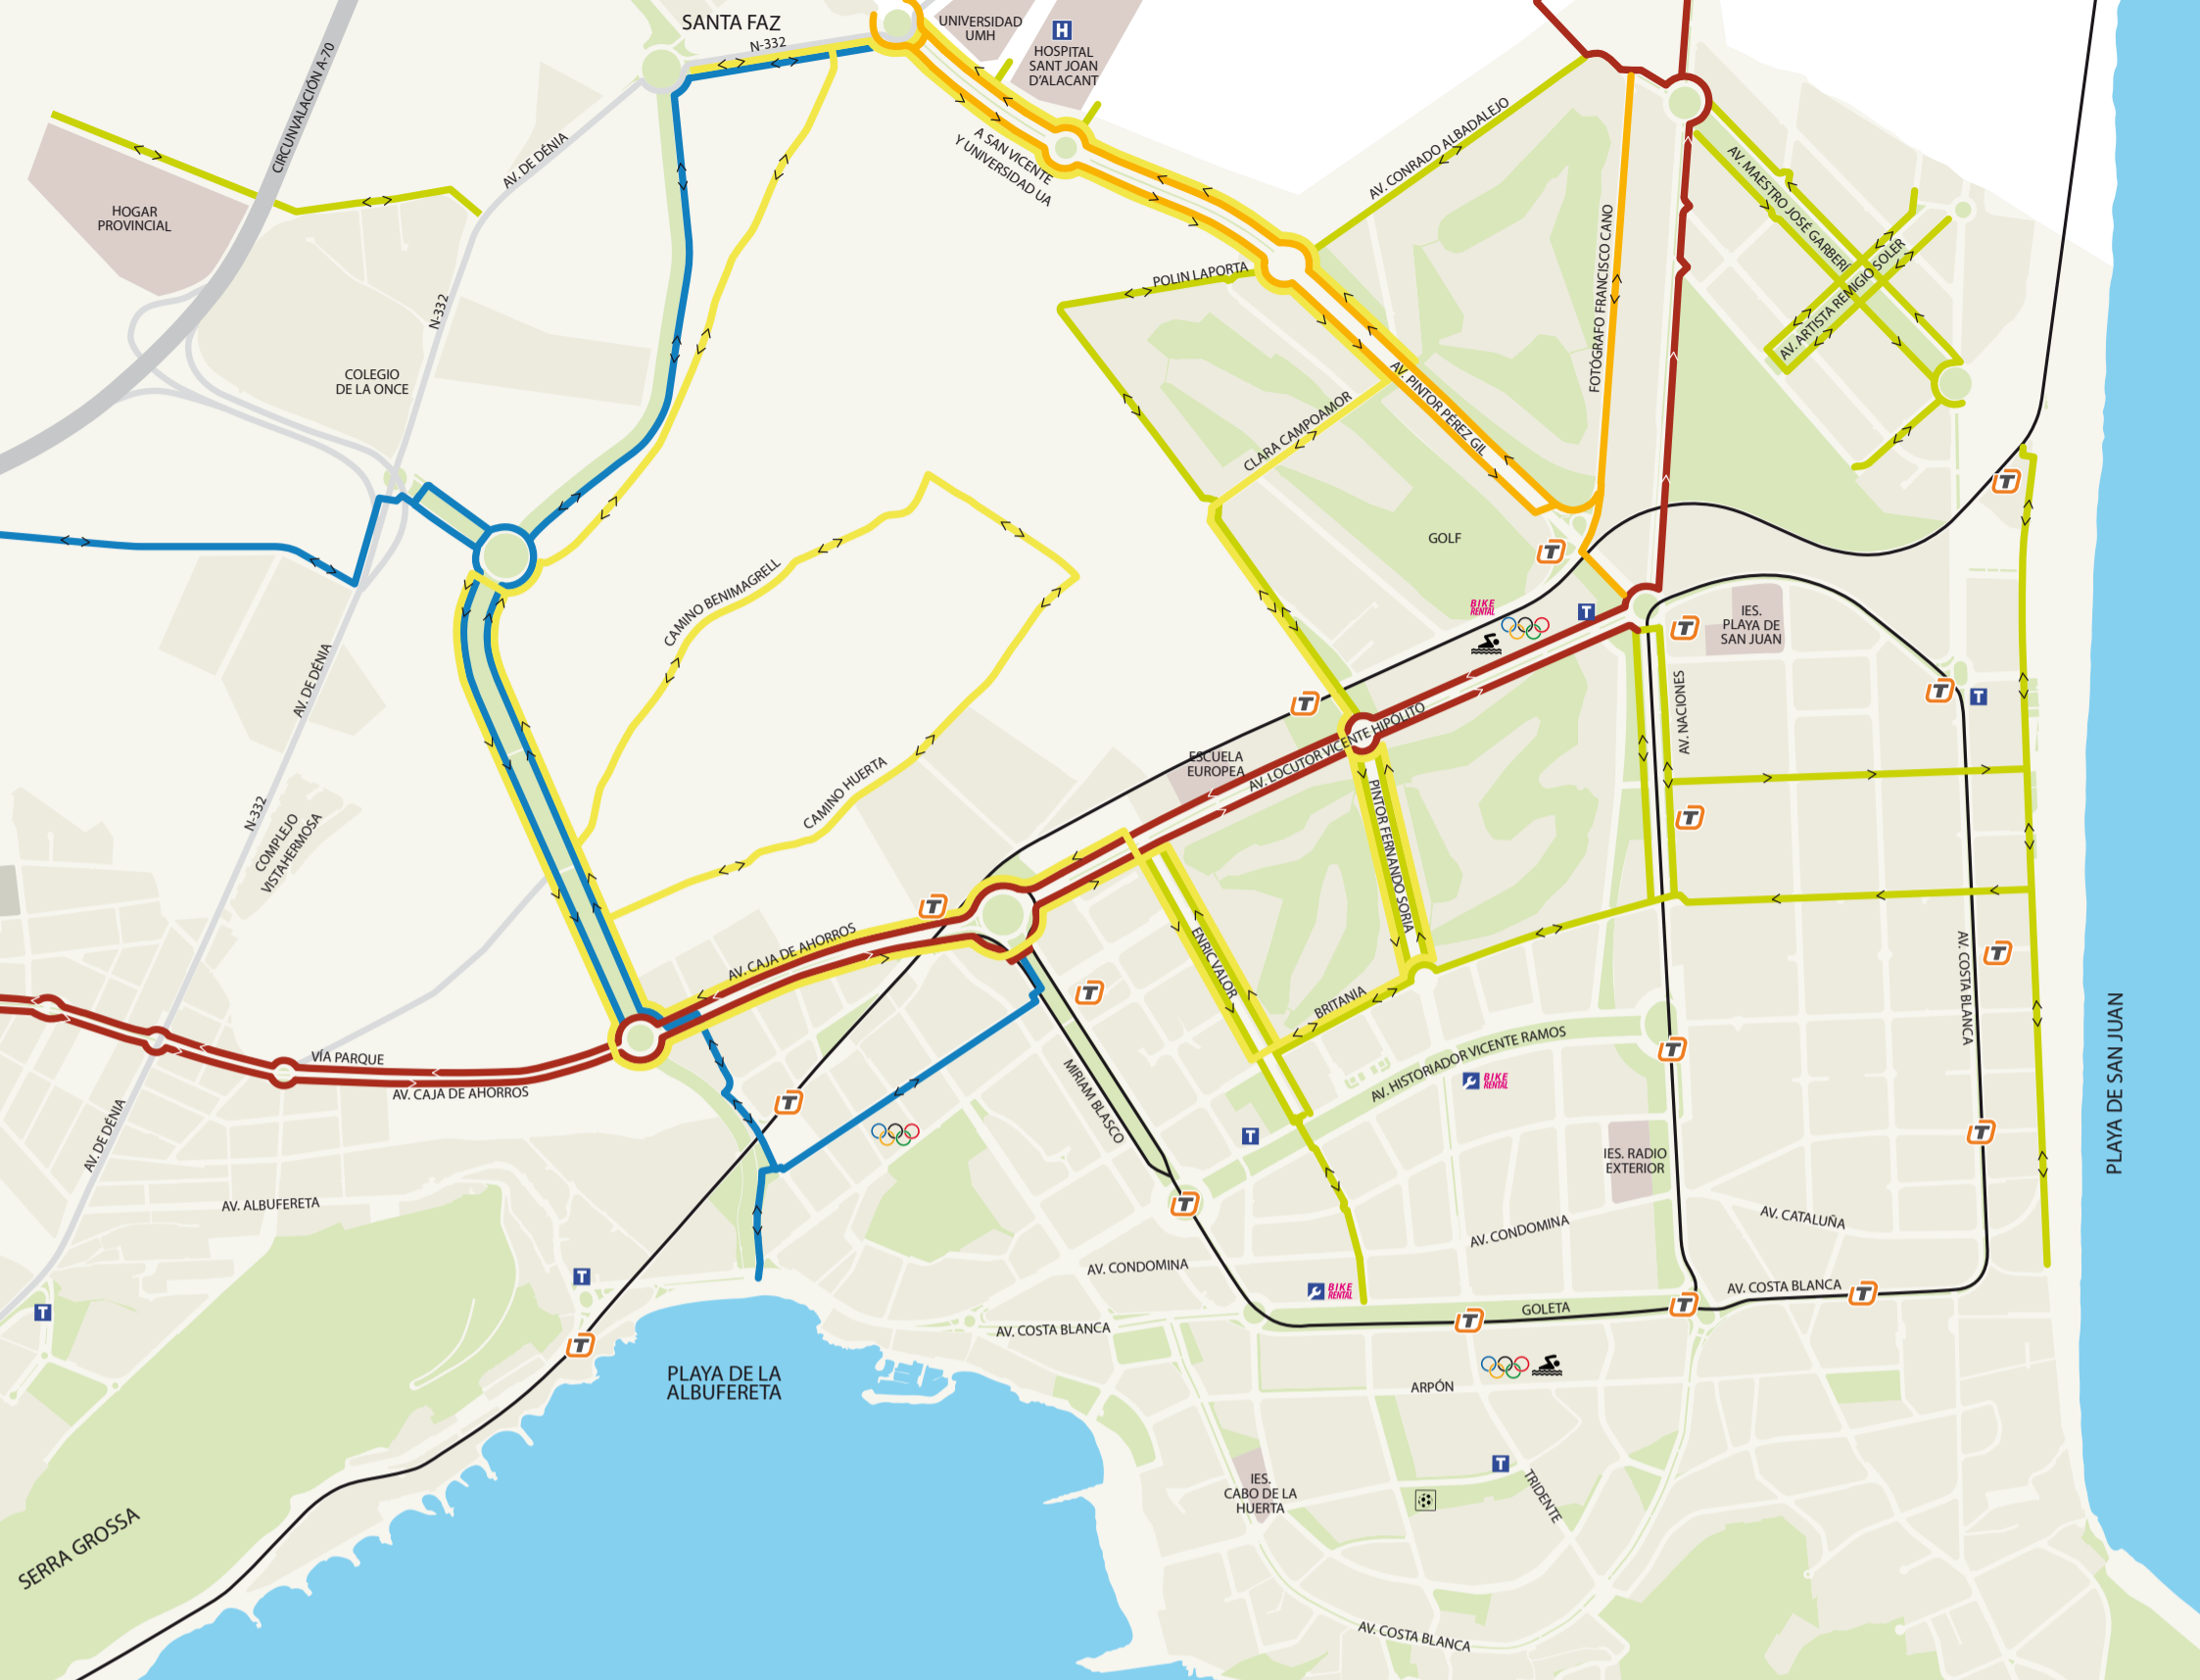 SANTA FAZ
N-332
UNIVERSIDAD
UMH
H
HOSPITAL
SANT JOAN
D'ALACANT
CIRCUNVALACIÓN A-70
AV. DE DÉNIA
A SAN VICENTE
Y UNIVERSIDAD UA
AV. CONRADO ALBADALEJO
AV. MAESTRO JOSÉ GARBERÍ
AV. ARTISTA REMIGIO SOLER
HOGAR
PROVINCIAL
POLIN LAPORTA
FOTÓGRAFO FRANCISCO CANO
N-332
COLEGIO
DE LA ONCE
AV. PINTOR PÉREZ GIL
CLARA CAMPOAMOR
T
GOLF
T
CAMINO BENIMAGRELL
BIKE
RENTAL
T
T
IES.
PLAYA DE
SAN JUAN
AV. DE DÉNIA
AV. NACIONES
T
T
T
ESCUELA
EUROPEA
AV. LOCUTOR VICENTE HIPÓLITO
CAMINO HUERTA
N-332
COMPLEJO
VISTAHERMOSA
PINTOR FERNANDO SORIA
T
T
AV. CAJA DE AHORROS
ENRIC VALOR
T
T
AV. COSTA BLANCA
BRITANIA
VÍA PARQUE
AV. CAJA DE AHORROS
T
MIRIAM BLASCO
AV. HISTORIADOR VICENTE RAMOS
BIKE
RENTAL
T
PLAYA DE SAN JUAN
AV. DE DÉNIA
T
T
IES. RADIO
EXTERIOR
AV. ALBUFERETA
T
AV. CONDOMINA
AV. CATALUÑA
AV. CONDOMINA
T
T
BIKE
RENTAL
GOLETA
AV. COSTA BLANCA
T
T
T
T
AV. COSTA BLANCA
PLAYA DE LA
ALBUFERETA
ARPÓN
T
IES.
CABO DE LA
HUERTA
TRIDENTE
SERRA GROSSA
AV. COSTA BLANCA